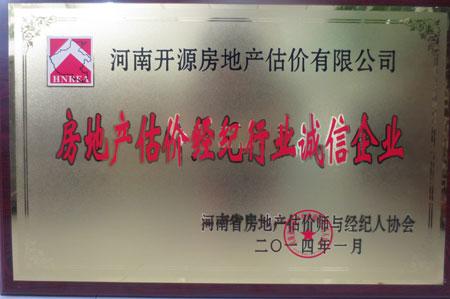 HNKFA
河南开源房地产估价有限公司
房地产估价经纪行业诚信企业
河南省房地产估价师与经纪人协会
二〇一四年一月